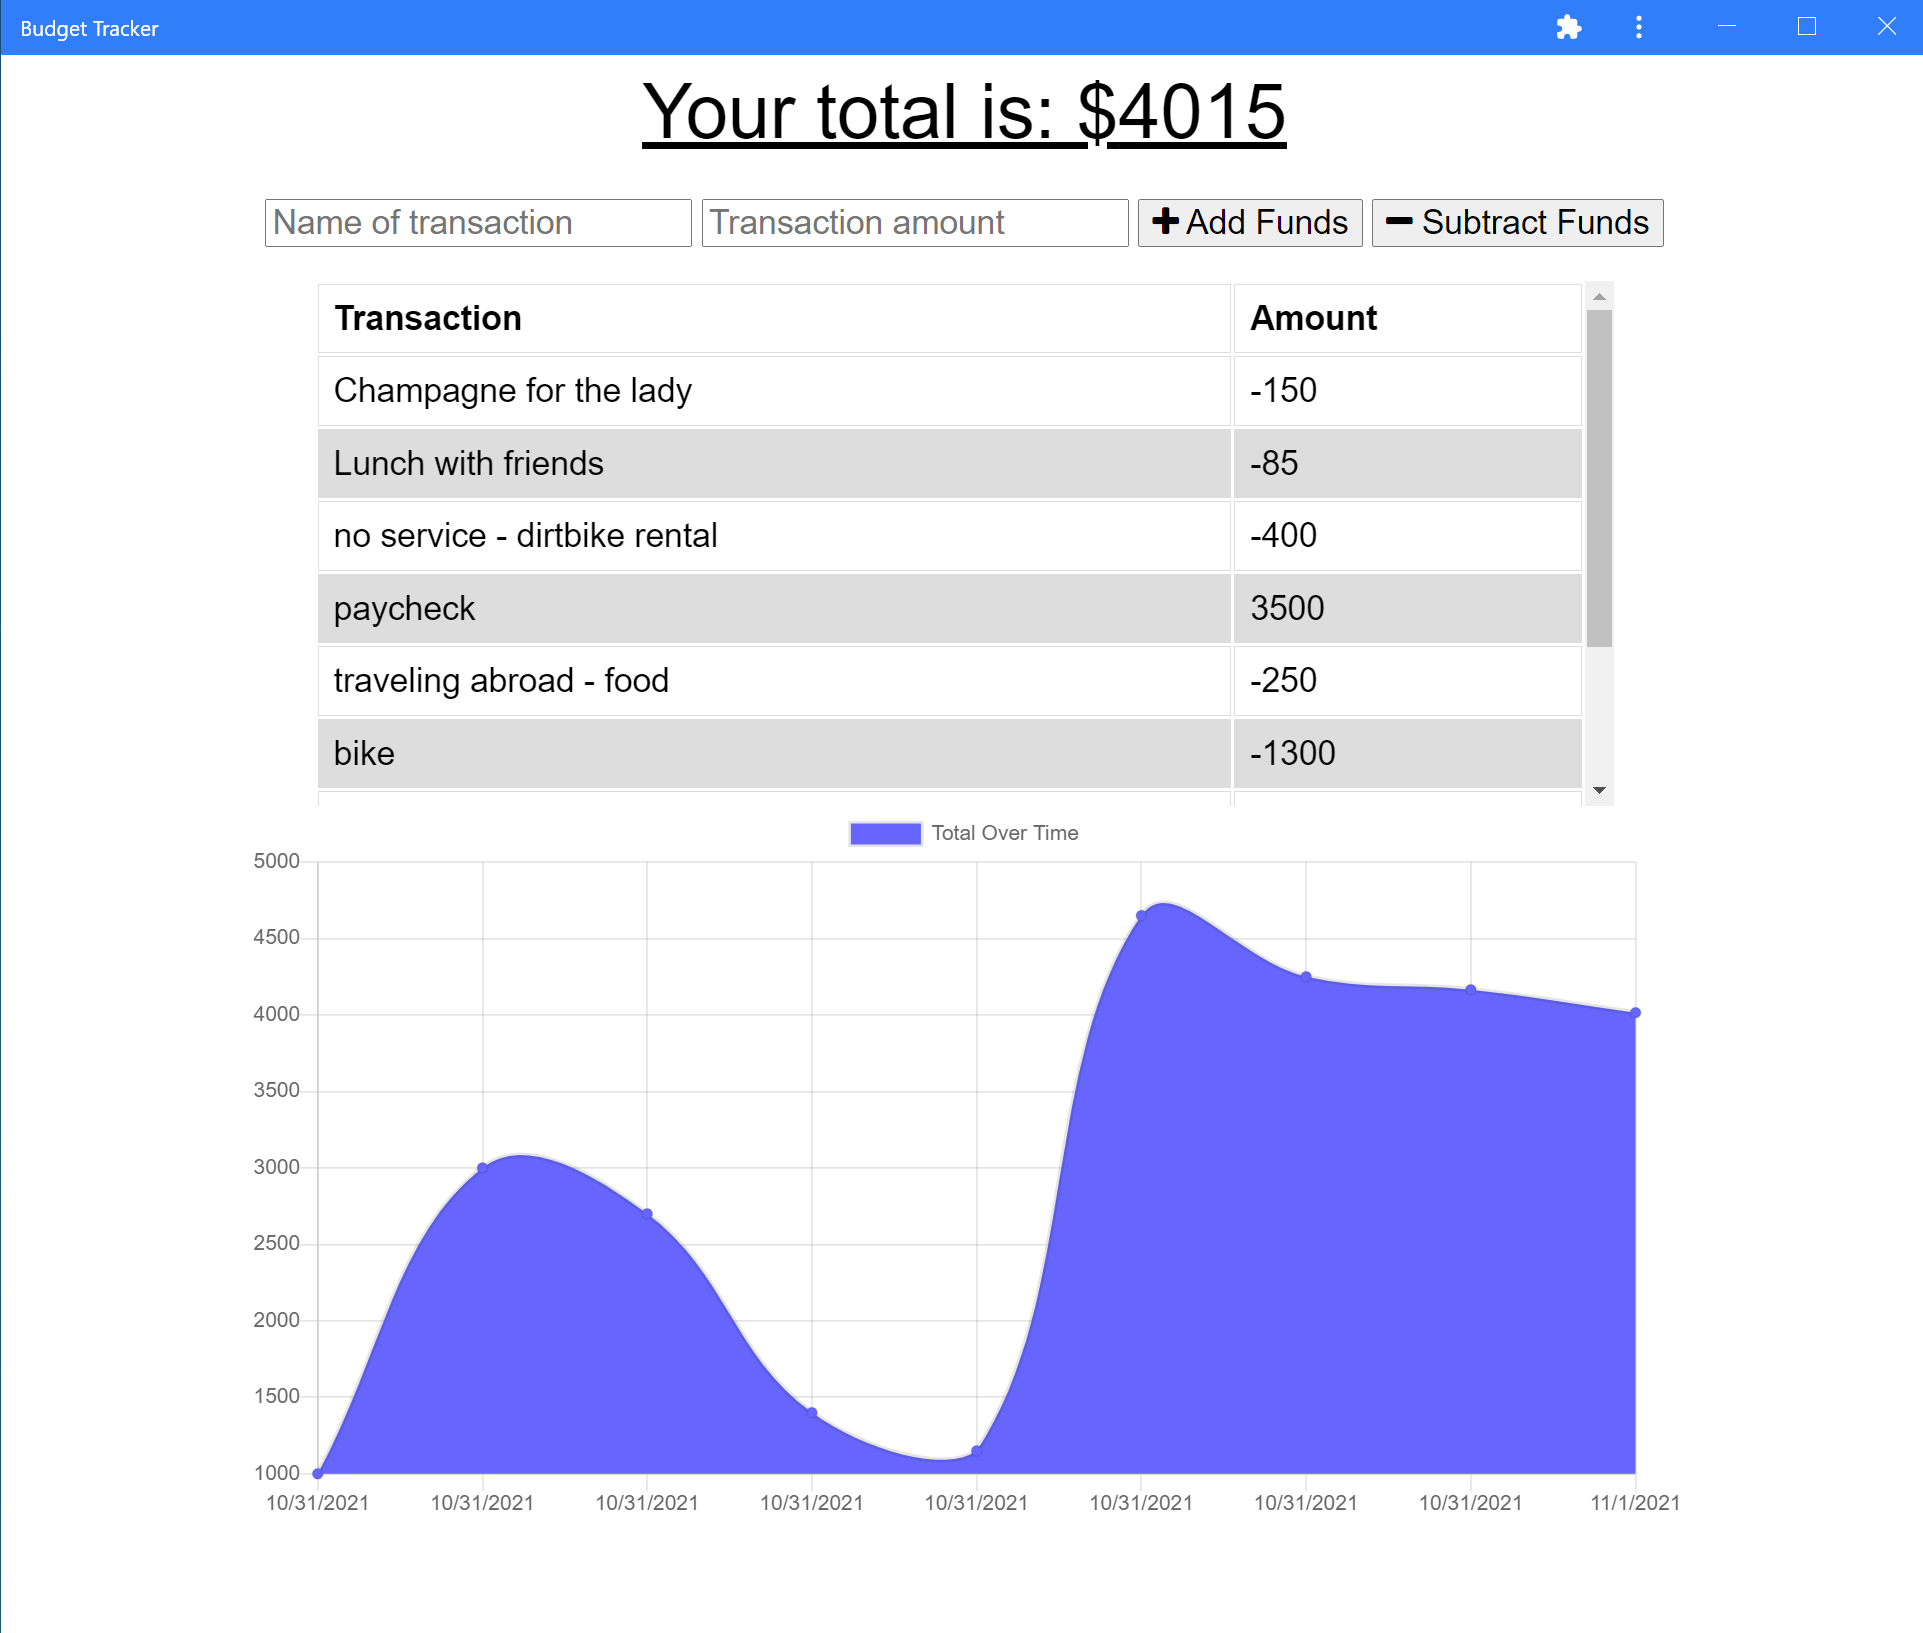 Budget Tracker
Your total is: $4015
Name of transaction Transaction amount Add Funds Subtract Funds
Transaction Amount
Champagne for the lady -150
Lunch with friends -85
no service - dirtbike rental -400
paycheck 3500
traveling abroad - food -250
bike -1300
Total Over Time
5000
4500
4000
3500
3000
2500
2000
1500
1000
10/31/2021 10/31/2021 10/31/2021 10/31/2021 10/31/2021 10/31/2021 10/31/2021 10/31/2021 11/1/2021